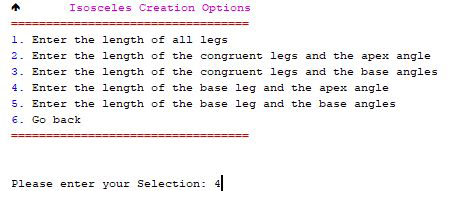 Isosceles Creation Options
===================================
1. Enter the length of all legs
2. Enter the length of the congruent legs and the apex angle
3. Enter the length of the congruent legs and the base angles
4. Enter the length of the base leg and the apex angle
5. Enter the length of the base leg and the base angles
6. Go back
===================================
Please enter your Selection: 4